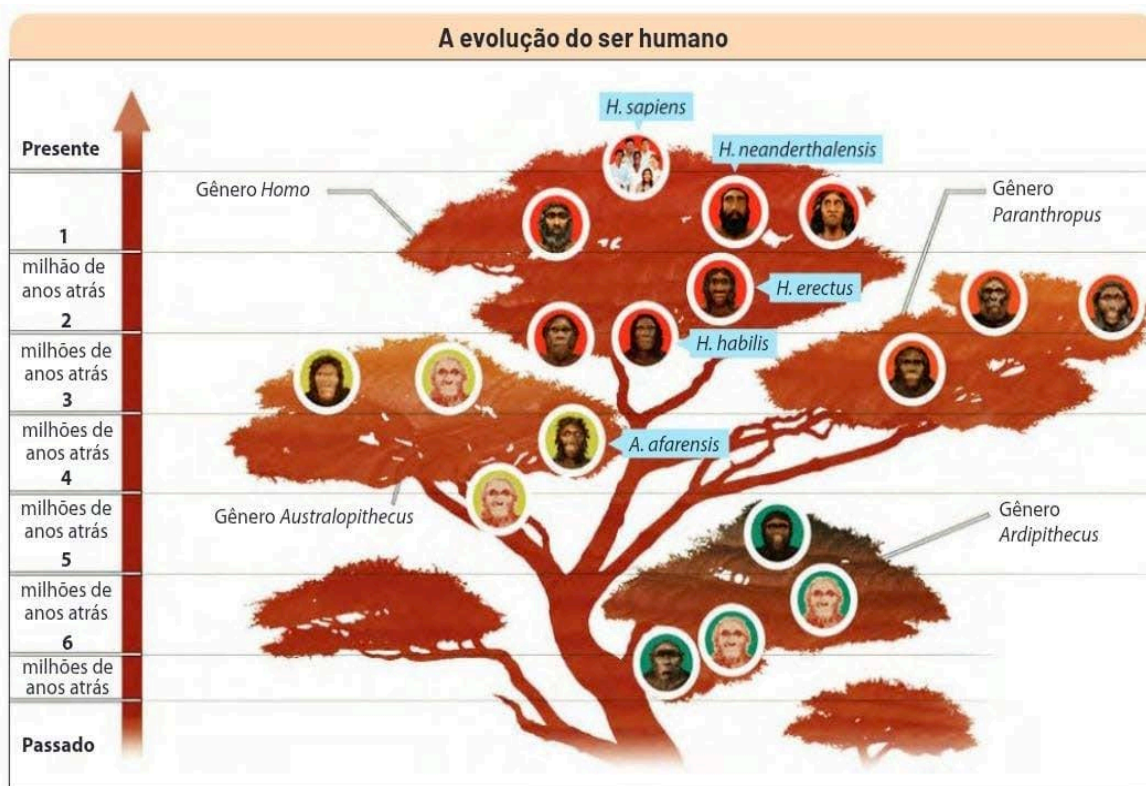 A evolução do ser humano
H. sapiens
Presente
H. neanderthalensis
Gênero Homo
Gênero
Paranthropus
1
milhão de
anos atrás
H. erectus
2
milhões de
anos atrás
H. habilis
3
milhões de
anos atrás
A. afarensis
4
milhões de
anos atrás
Gênero Australopithecus
Gênero
Ardipithecus
5
milhões de
anos atrás
6
milhões de
anos atrás
Passado